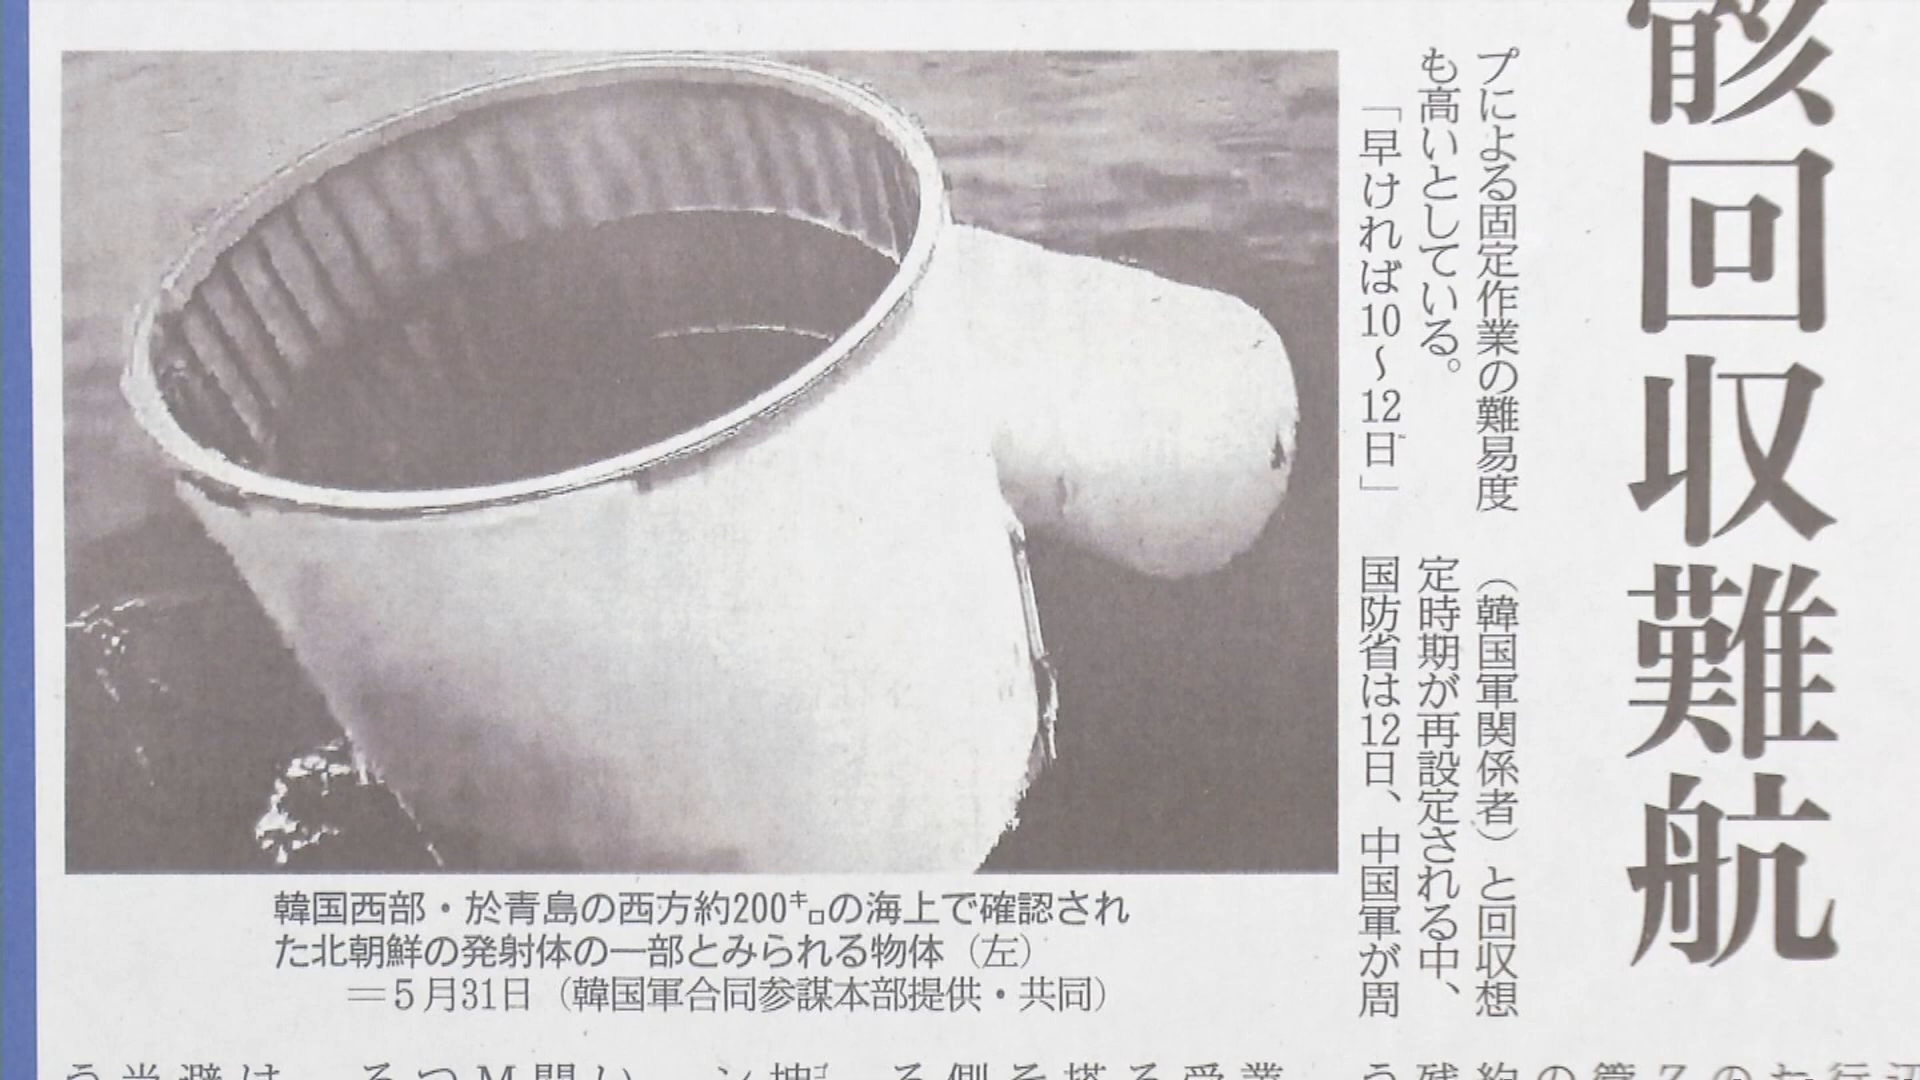 骸回収難航
プによる固定作業の難易度
も高いとしている。
「早ければ10～12日」
（韓国軍関係者）と回収想
定時期が再設定される中、
国防省は12日、中国軍が周
韓国西部・於青島の西方約200㌔の海上で確認され
た北朝鮮の発射体の一部とみられる物体（左）
＝5月31日（韓国軍合同参謀本部提供・共同）